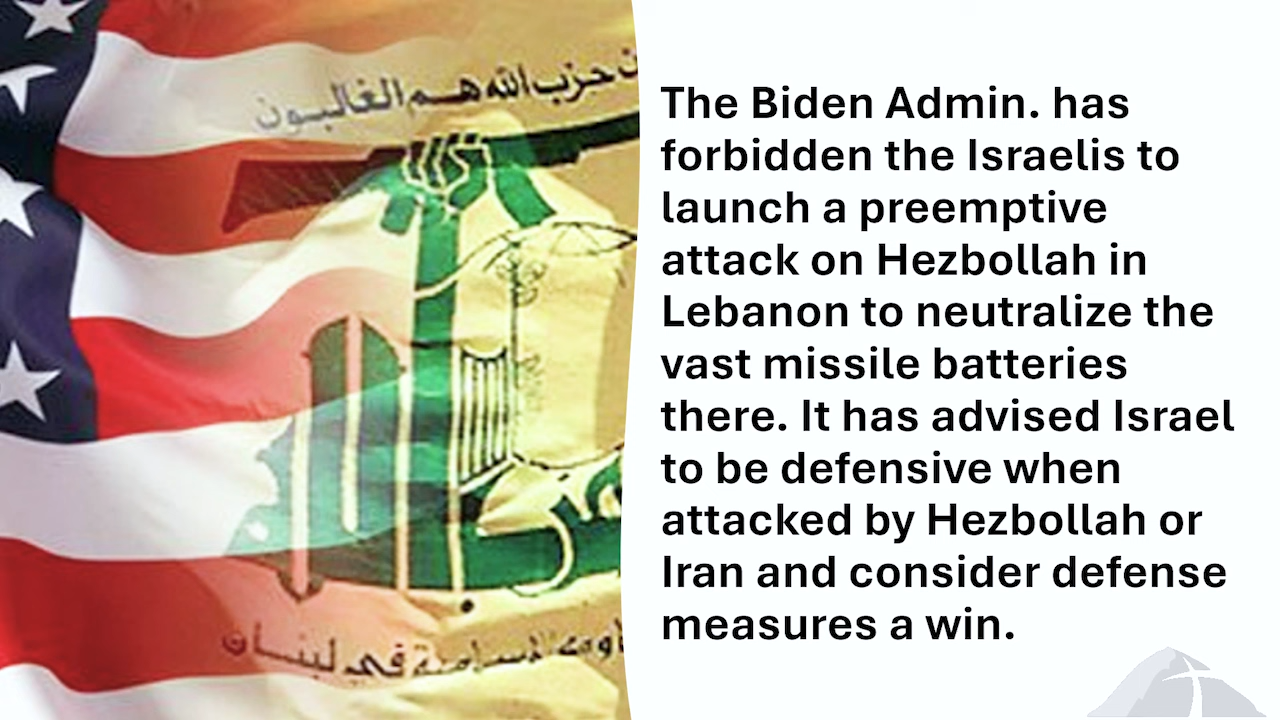 حزب الله هم الغالبون
The Biden Admin. has
forbidden the Israelis to
launch a preemptive
attack on Hezbollah in
Lebanon to neutralize the
vast missile batteries
there. It has advised Israel
to be defensive when
attacked by Hezbollah or
Iran and consider defense
measures a win.
في لبنان